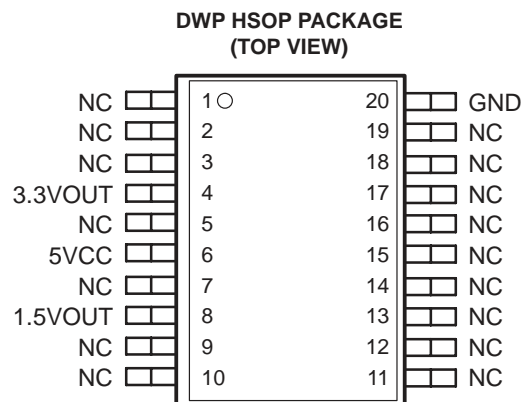 DWP HSOP PACKAGE
(TOP VIEW)
NC 1 20 GND
NC 2 19 NC
NC 3 18 NC
3.3VOUT 4 17 NC
NC 5 16 NC
5VCC 6 15 NC
NC 7 14 NC
1.5VOUT 8 13 NC
NC 9 12 NC
NC 10 11 NC